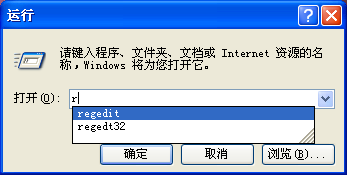 运行
请键入程序、文件夹、文档或 Internet 资源的名
称，Windows 将为您打开它。
打开(O): r
regedit
regedt32
确定 取消 浏览(B)...